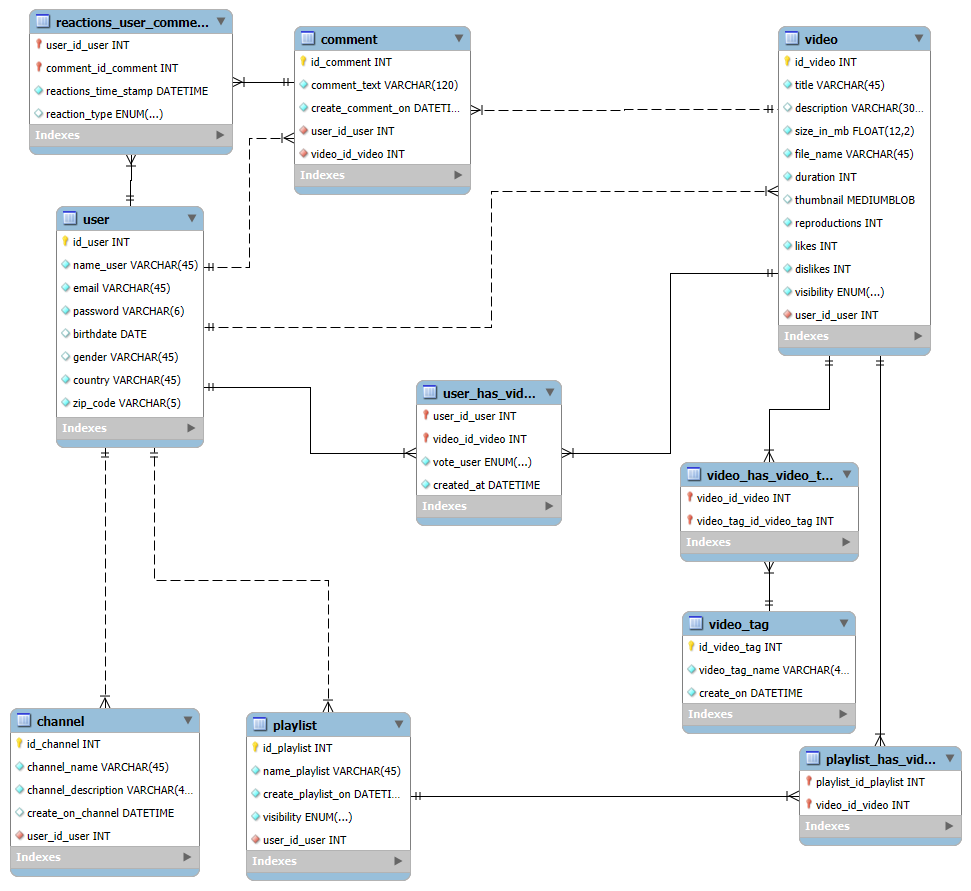 reactions_user_comme...
user_id_user INT
comment_id_comment INT
reactions_time_stamp DATETIME
reaction_type ENUM(...)
Indexes
comment
id_comment INT
comment_text VARCHAR(120)
create_comment_on DATETI...
user_id_user INT
video_id_video INT
Indexes
video
id_video INT
title VARCHAR(45)
description VARCHAR(30...
size_in_mb FLOAT(12,2)
file_name VARCHAR(45)
duration INT
thumbnail MEDIUMBLOB
reproductions INT
likes INT
dislikes INT
visibility ENUM(...)
user_id_user INT
Indexes
user
id_user INT
name_user VARCHAR(45)
email VARCHAR(45)
password VARCHAR(6)
birthdate DATE
gender VARCHAR(45)
country VARCHAR(45)
zip_code VARCHAR(5)
Indexes
user_has_vid...
user_id_user INT
video_id_video INT
vote_user ENUM(...)
created_at DATETIME
Indexes
video_has_video_t...
video_id_video INT
video_tag_id_video_tag INT
Indexes
video_tag
id_video_tag INT
video_tag_name VARCHAR(4...
create_on DATETIME
Indexes
channel
id_channel INT
channel_name VARCHAR(45)
channel_description VARCHAR(4...
create_on_channel DATETIME
user_id_user INT
Indexes
playlist
id_playlist INT
name_playlist VARCHAR(45)
create_playlist_on DATETI...
visibility ENUM(...)
user_id_user INT
Indexes
playlist_has_vid...
playlist_id_playlist INT
video_id_video INT
Indexes